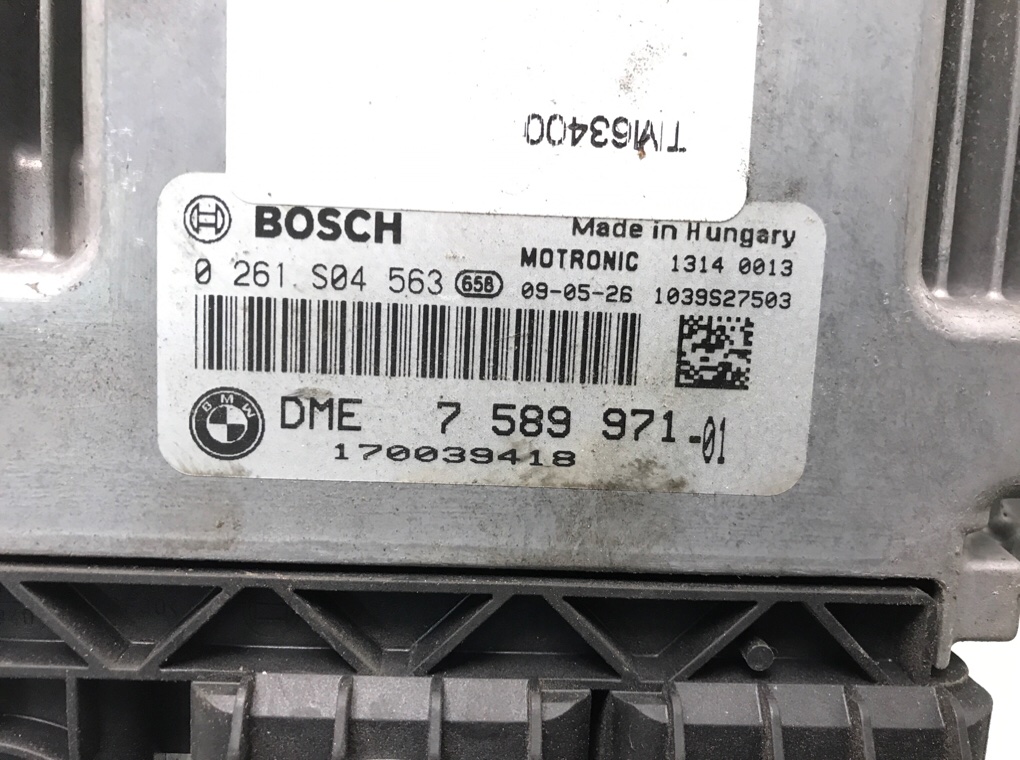 TM63400
BOSCH
Made in Hungary
MOTRONIC 1314 0013
0 261 S04 563 658 09-05-26 1039S27503
BMW
DME 7 589 971-01
170039418